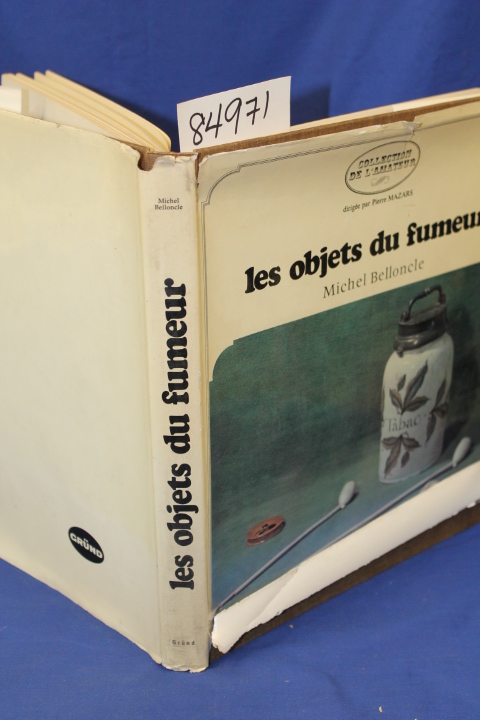 84971
COLLECTION
DE L'AMATEUR
dirigée par Pierre MAZARS
les objets du fumeur
Michel Belloncle
Tabac
Michel
Belloncle
les objets du fumeur
Gründ
GRÜND